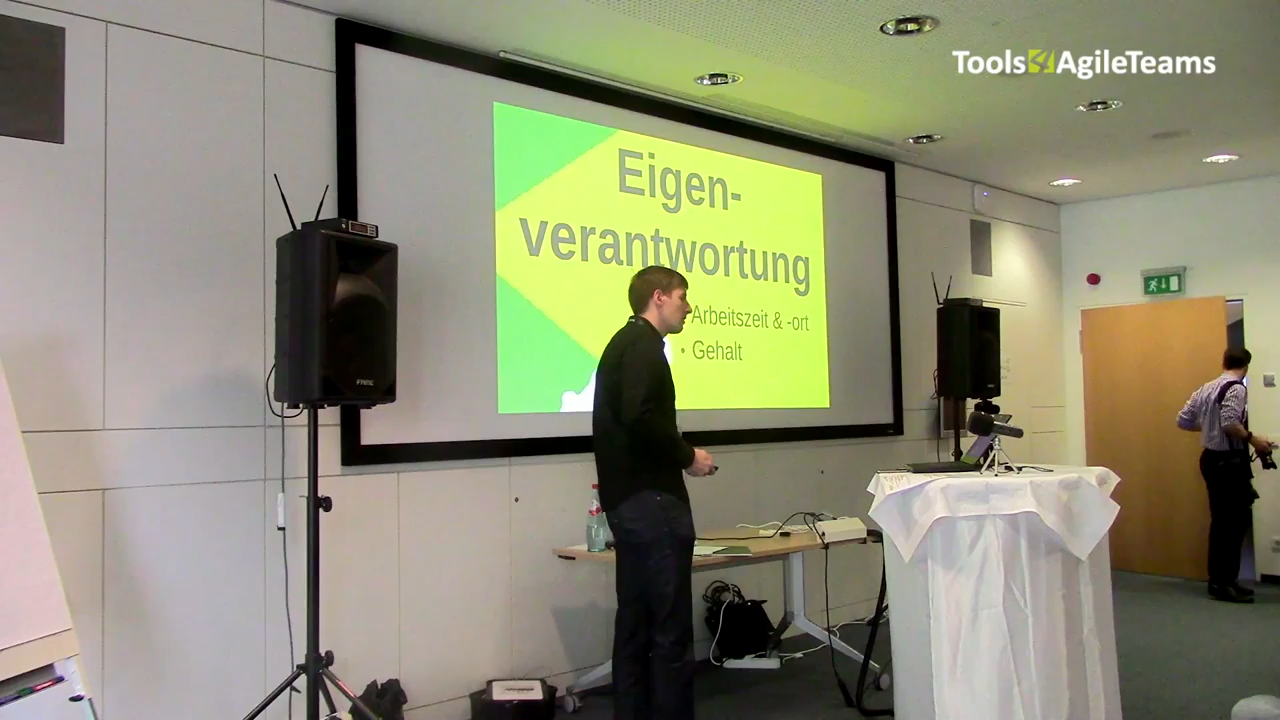 Tools4AgileTeams
Eigen-
verantwortung
Arbeitszeit & -ort
• Gehalt